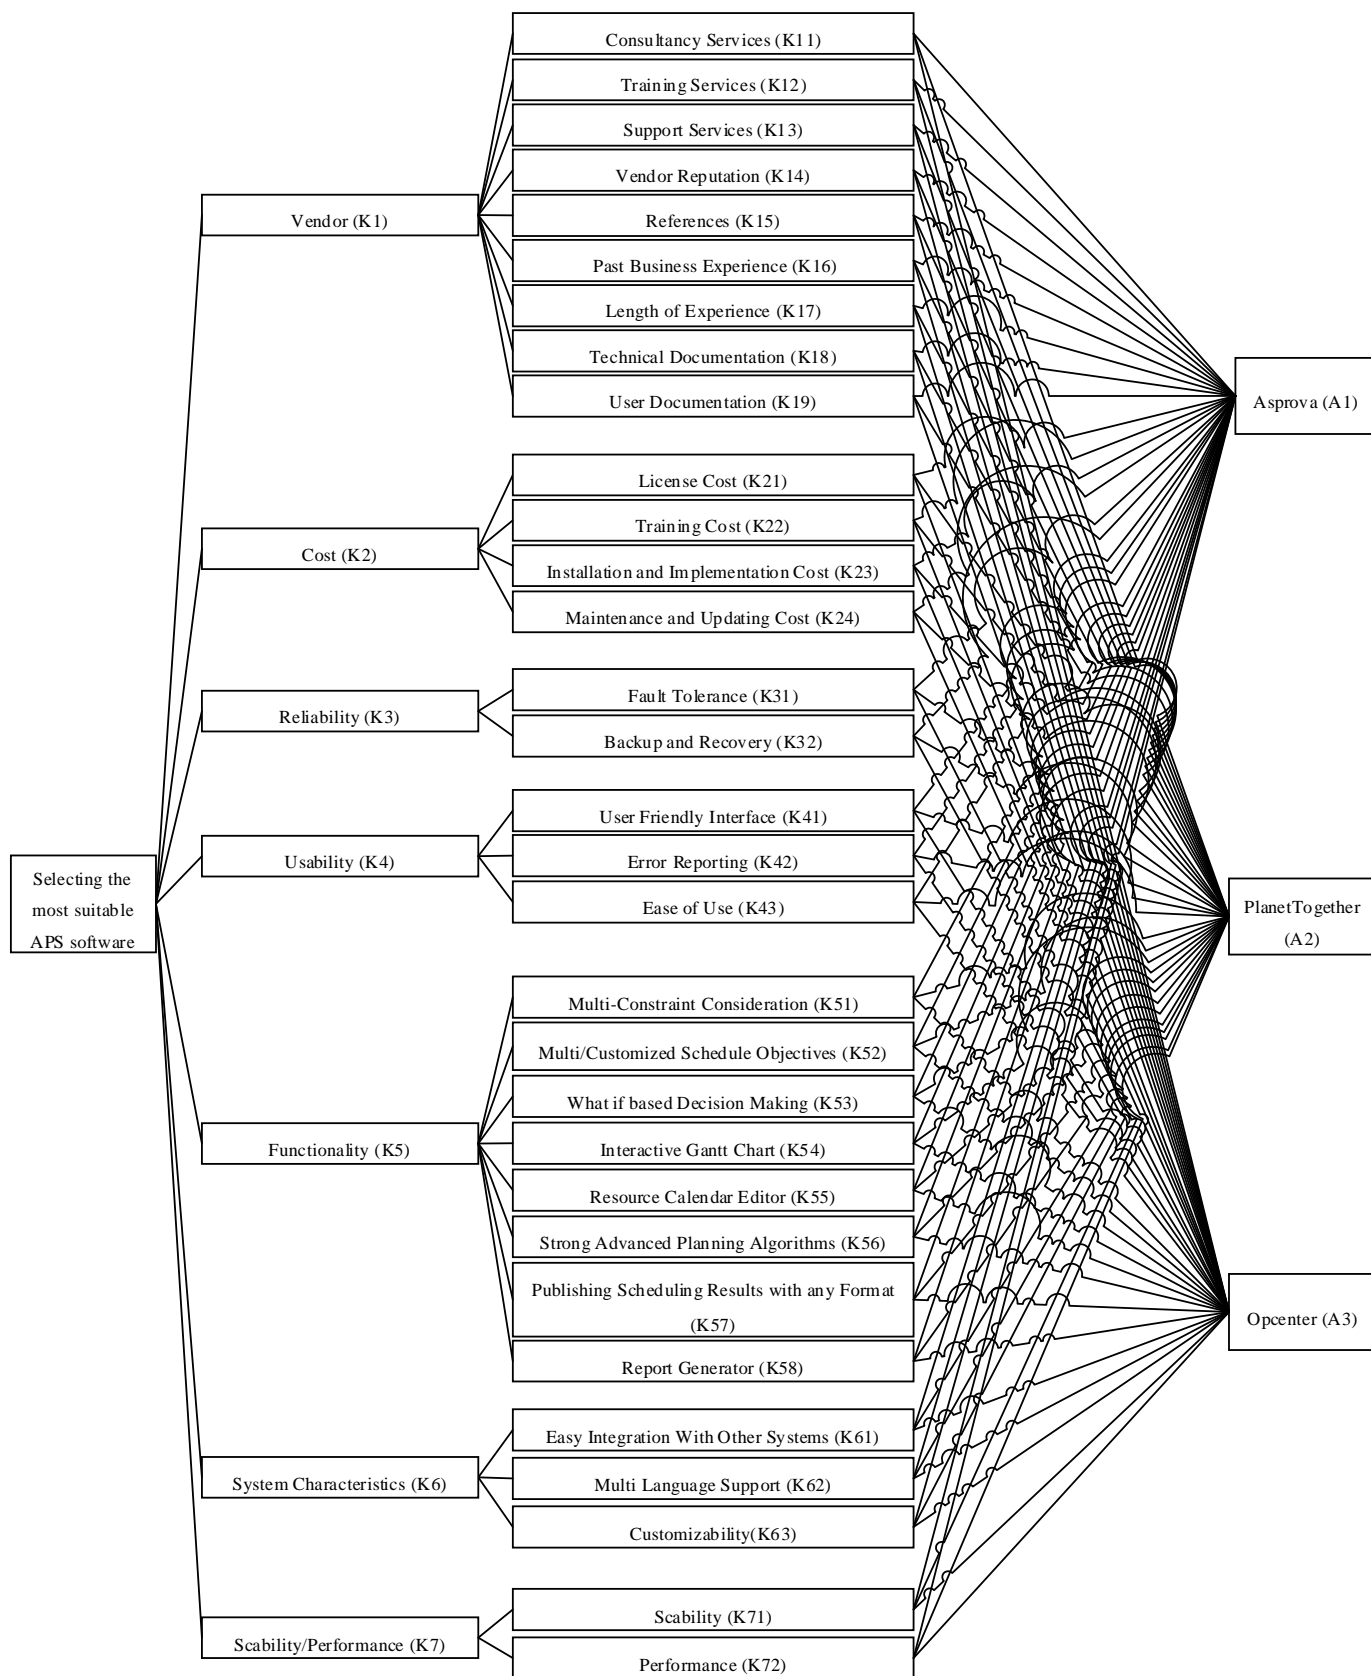 Selecting the
most suitable
APS software
Vendor (K1)
Cost (K2)
Reliability (K3)
Usability (K4)
Functionality (K5)
System Characteristics (K6)
Scability/Performance (K7)
Consultancy Services (K11)
Training Services (K12)
Support Services (K13)
Vendor Reputation (K14)
References (K15)
Past Business Experience (K16)
Length of Experience (K17)
Technical Documentation (K18)
User Documentation (K19)
License Cost (K21)
Training Cost (K22)
Installation and Implementation Cost (K23)
Maintenance and Updating Cost (K24)
Fault Tolerance (K31)
Backup and Recovery (K32)
User Friendly Interface (K41)
Error Reporting (K42)
Ease of Use (K43)
Multi-Constraint Consideration (K51)
Multi/Customized Schedule Objectives (K52)
What if based Decision Making (K53)
Interactive Gantt Chart (K54)
Resource Calendar Editor (K55)
Strong Advanced Planning Algorithms (K56)
Publishing Scheduling Results with any Format
(K57)
Report Generator (K58)
Easy Integration With Other Systems (K61)
Multi Language Support (K62)
Customizability(K63)
Scability (K71)
Performance (K72)
Asprova (A1)
PlanetTogether
(A2)
Opcenter (A3)